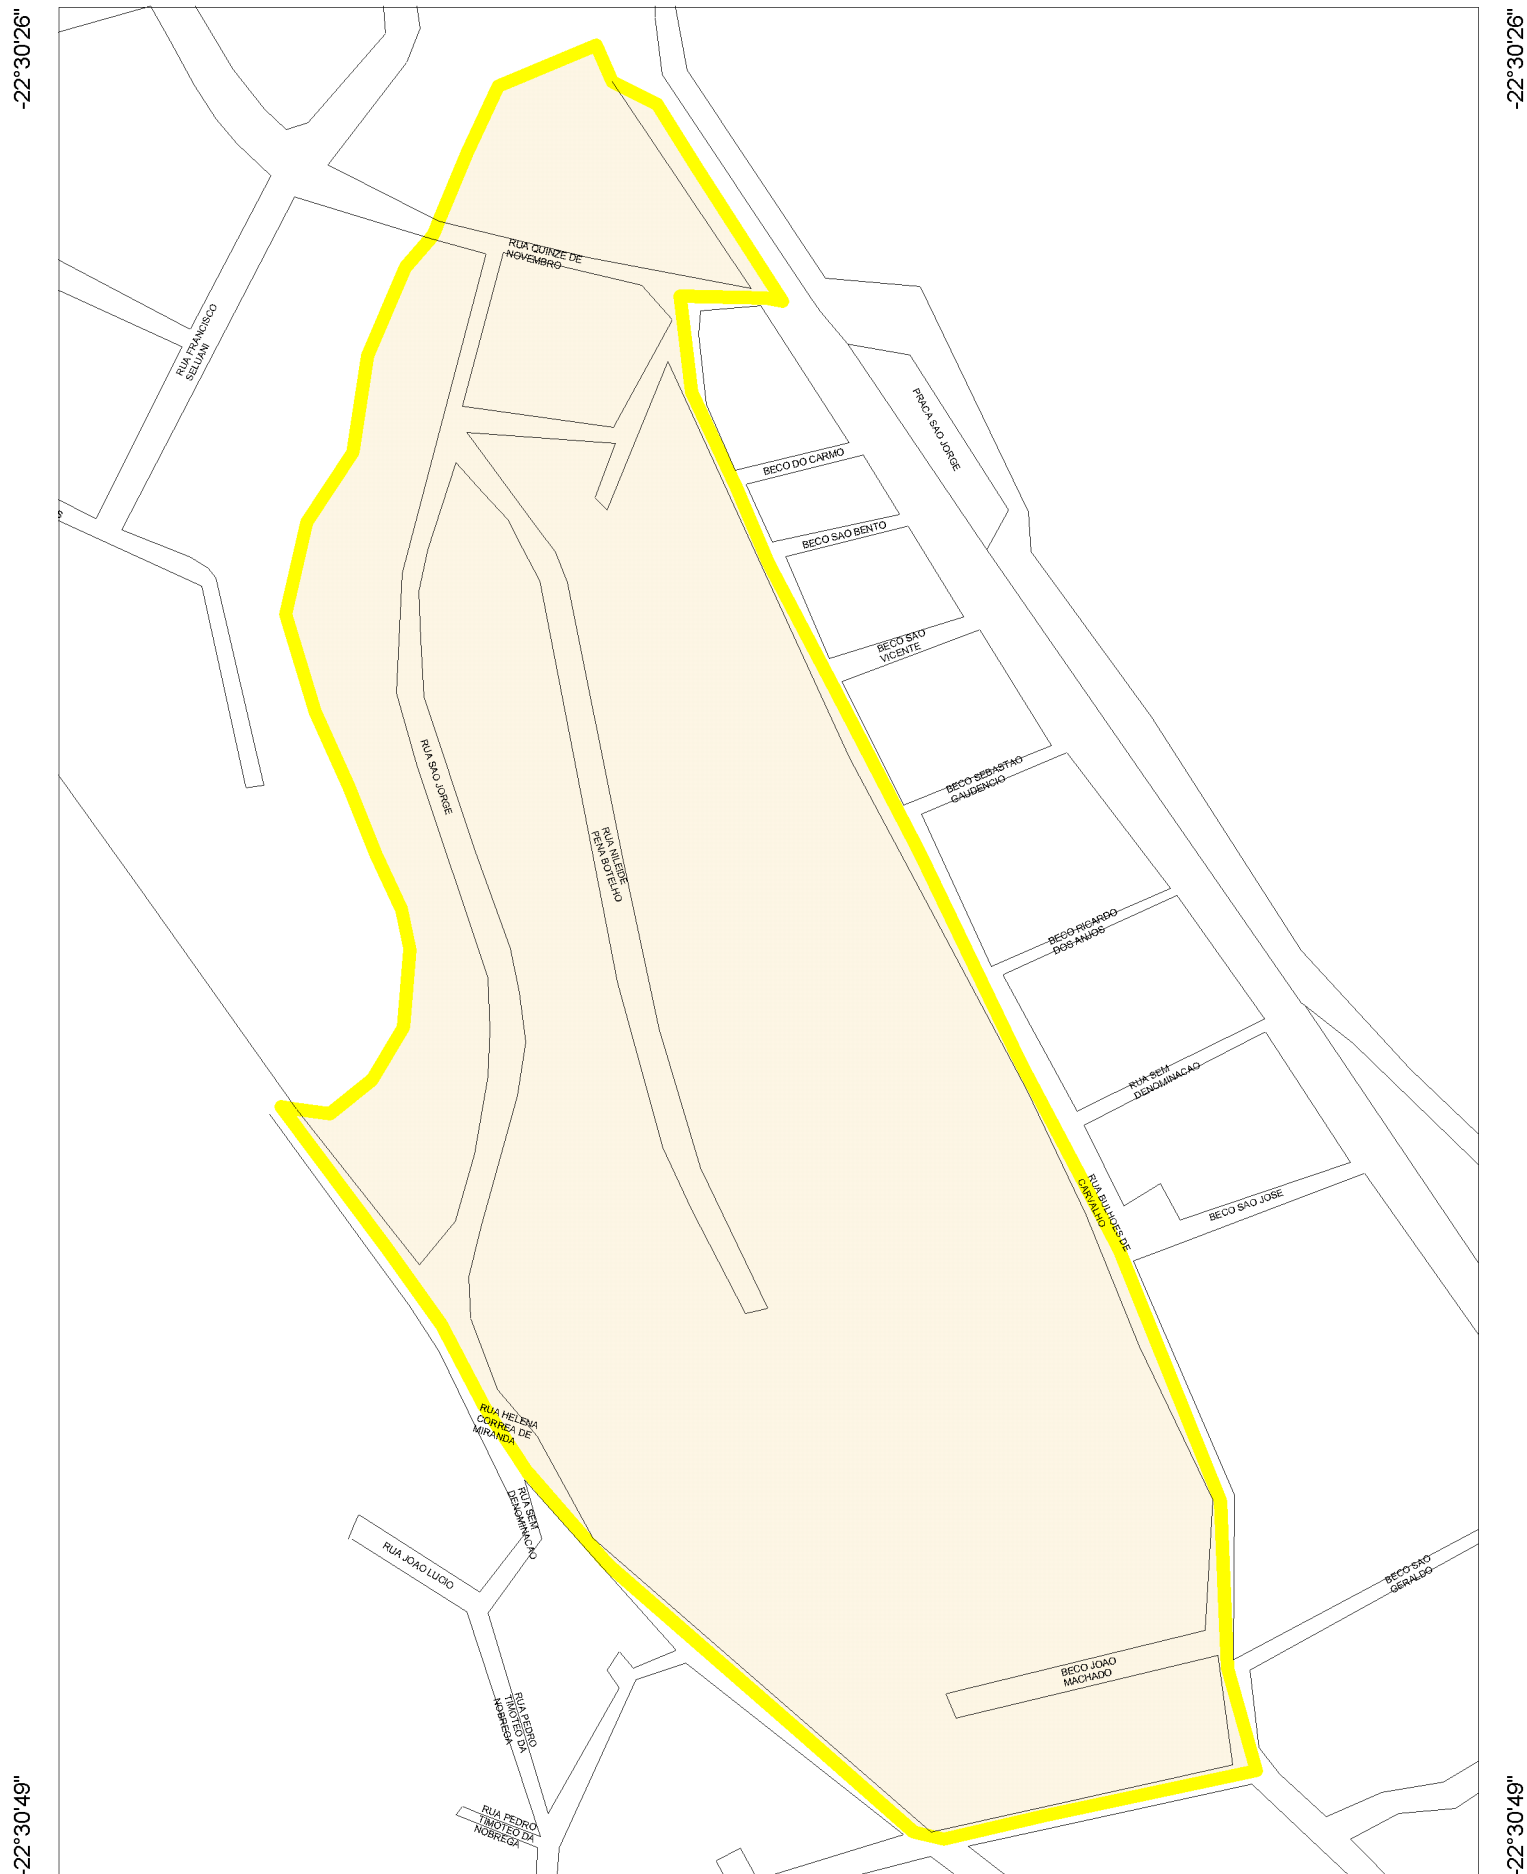 -22°30'26"
-22°30'26"
RUA QUINZE DE
NOVEMBRO
RUA FRANCISCO
SELUANI
PRACA SAO JORGE
BECO DO CARMO
S
BECO SAO BENTO
BECO SAO
VICENTE
RUA SAO JORGE
BECO SEBASTAO
GAUDENCIO
RUA NILEIDE
PENA BOTELHO
BECO RICARDO
DOS ANJOS
RUA SEM
DENOMINACAO
RUA BULHOES DE
CARVALHO
BECO SAO JOSE
RUA HELENA
CORREA DE
MIRANDA
RUA SEM
DENOMINACAO
RUA JOAO LUCIO
BECO SAO
GERALDO
BECO JOAO
MACHADO
RUA PEDRO
TIMOTEO DA
NOBREGA
RUA PEDRO
TIMOTEO DA
NOBREGA
-22°30'49"
-22°30'49"